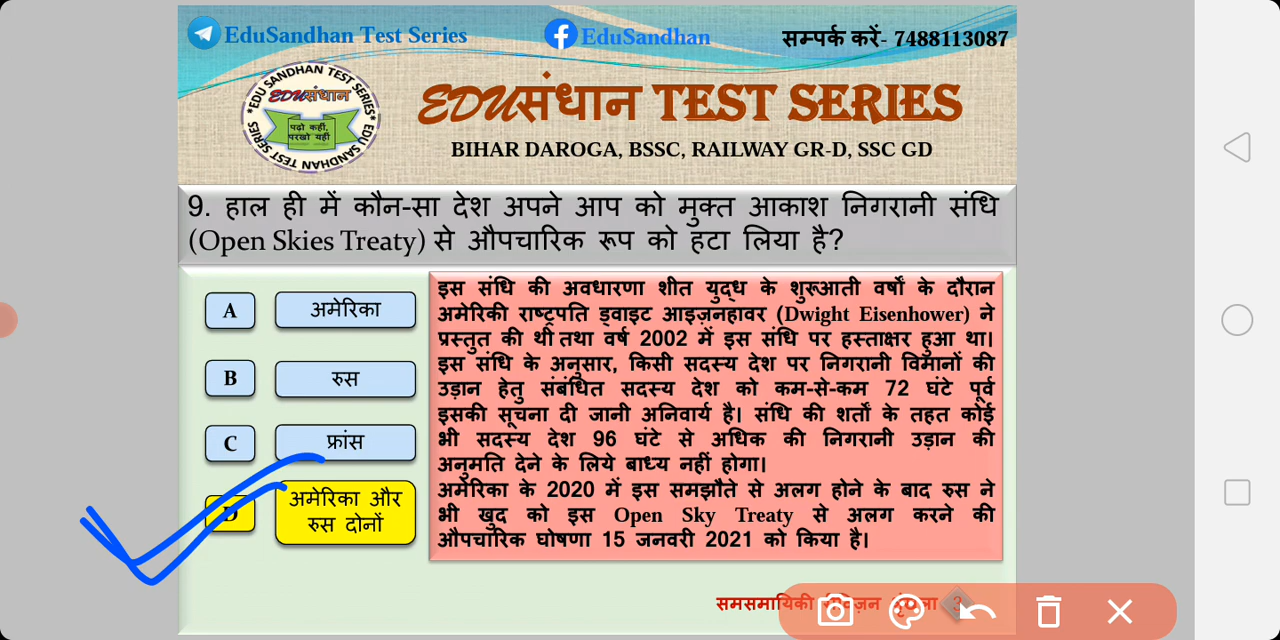 EduSandhan Test Series
EduSandhan
सम्पर्क करें- 7488113087
*EDU SANDHAN TEST SERIES* EDU SANDHAN TEST SERIES
EDUसंधान
पढ़ो कहीं,
परखो यहीं
EDUसंधान TEST SERIES
BIHAR DAROGA, BSSC, RAILWAY GR-D, SSC GD
9. हाल ही में कौन-सा देश अपने आप को मुक्त आकाश निगरानी संधि
(Open Skies Treaty) से औपचारिक रूप को हटा लिया है?
A अमेरिका
B रुस
C फ्रांस
D अमेरिका और
रुस दोनों
इस संधि की अवधारणा शीत युद्ध के शुरूआती वर्षों के दौरान
अमेरिकी राष्ट्रपति ड्वाइट आइज़नहावर (Dwight Eisenhower) ने
प्रस्तुत की थी तथा वर्ष 2002 में इस संधि पर हस्ताक्षर हुआ था।
इस संधि के अनुसार, किसी सदस्य देश पर निगरानी विमानों की
उड़ान हेतु संबंधित सदस्य देश को कम-से-कम 72 घंटे पूर्व
इसकी सूचना दी जानी अनिवार्य है। संधि की शर्तों के तहत कोई
भी सदस्य देश 96 घंटे से अधिक की निगरानी उड़ान की
अनुमति देने के लिये बाध्य नहीं होगा।
अमेरिका के 2020 में इस समझौते से अलग होने के बाद रुस ने
भी खुद को इस Open Sky Treaty से अलग करने की
औपचारिक घोषणा 15 जनवरी 2021 को किया है।
समसमायिकी